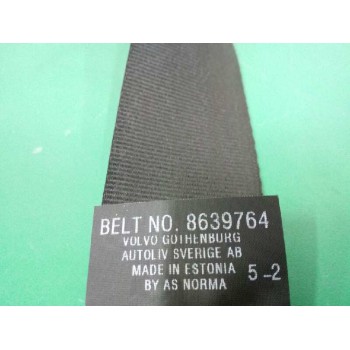 BELT NO. 8639764
VOLVO GOTHENBURG
AUTOLIV SVERIGE AB
MADE IN ESTONIA 5-2
BY AS NORMA